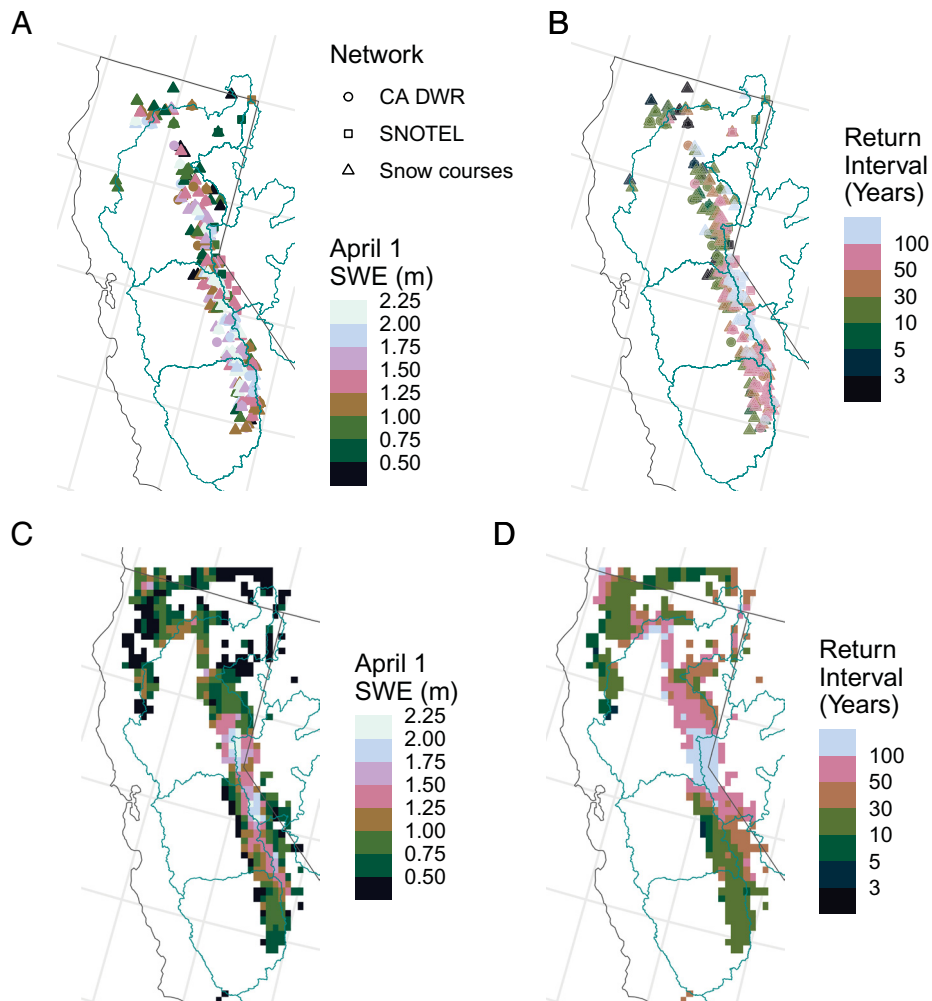 A
Network
CA DWR
SNOTEL
Snow courses
April 1
SWE (m)
2.25
2.00
1.75
1.50
1.25
1.00
0.75
0.50
B
Return
Interval
(Years)
100
50
30
10
5
3
C
April 1
SWE (m)
2.25
2.00
1.75
1.50
1.25
1.00
0.75
0.50
D
Return
Interval
(Years)
100
50
30
10
5
3